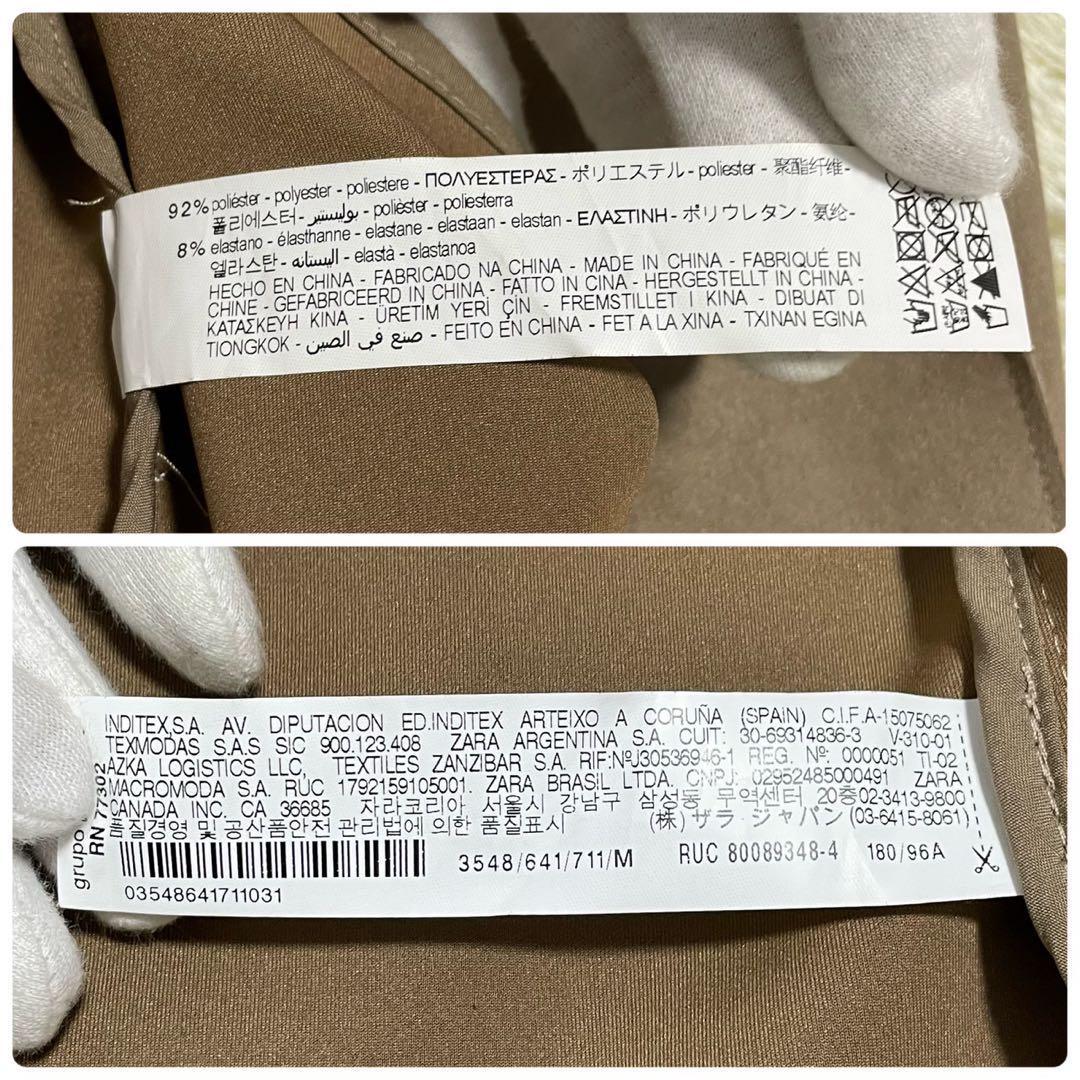 92% poliéster - polyester - poliestere - ΠΟΛΥΕΣΤΕΡΑΣ - ポリエステル - poliester - 聚酯纤维 -
폴리에스터 - بوليستير - polièster - poliesterra
8% elastano - élasthanne - elastane - elastaan - elastan - ΕΛΑΣΤΙΝΗ - ポリウレタン - 氨纶 -
엘라스탄 - اليستانه - elastà - elastanoa
HECHO EN CHINA - FABRICADO NA CHINA - MADE IN CHINA - FABRIQUÉ EN
CHINE - GEFABRICEERD IN CHINA - FATTO IN CINA - HERGESTELLT IN CHINA -
ΚΑΤΑΣΚΕΥΗ ΚΙΝΑ - ÜRETİM YERİ ÇİN - FREMSTILLET I KINA - DIBUAT DI
TIONGKOK - صنع في الصين - FEITO EN CHINA - FET A LA XINA - TXINAN EGINA
grupo
RN 77302
INDITEX,S.A. AV. DIPUTACION ED.INDITEX ARTEIXO A CORUÑA (SPAIN) C.I.F.A-15075062
TEXMODAS S.A.S SIC 900.123.408 ZARA ARGENTINA S.A. CUIT: 30-69314836-3 V-310-01
AZKA LOGISTICS LLC, TEXTILES ZANZIBAR S.A. RIF:NºJ30536946-1 REG. Nº: 0000051 TI-02
MACROMODA S.A. RUC 1792159105001. ZARA BRASIL LTDA. CNPJ: 02952485000491 ZARA
CANADA INC. CA 36685 자라코리아 서울시 강남구 삼성동 무역센터 20층 02-3413-9800
품질경영 및 공산품안전 관리법에 의한 품질표시 (株) ザラ・ジャパン (03-6415-8061)
3548/641/711/M RUC 80089348-4 180/96A
03548641711031